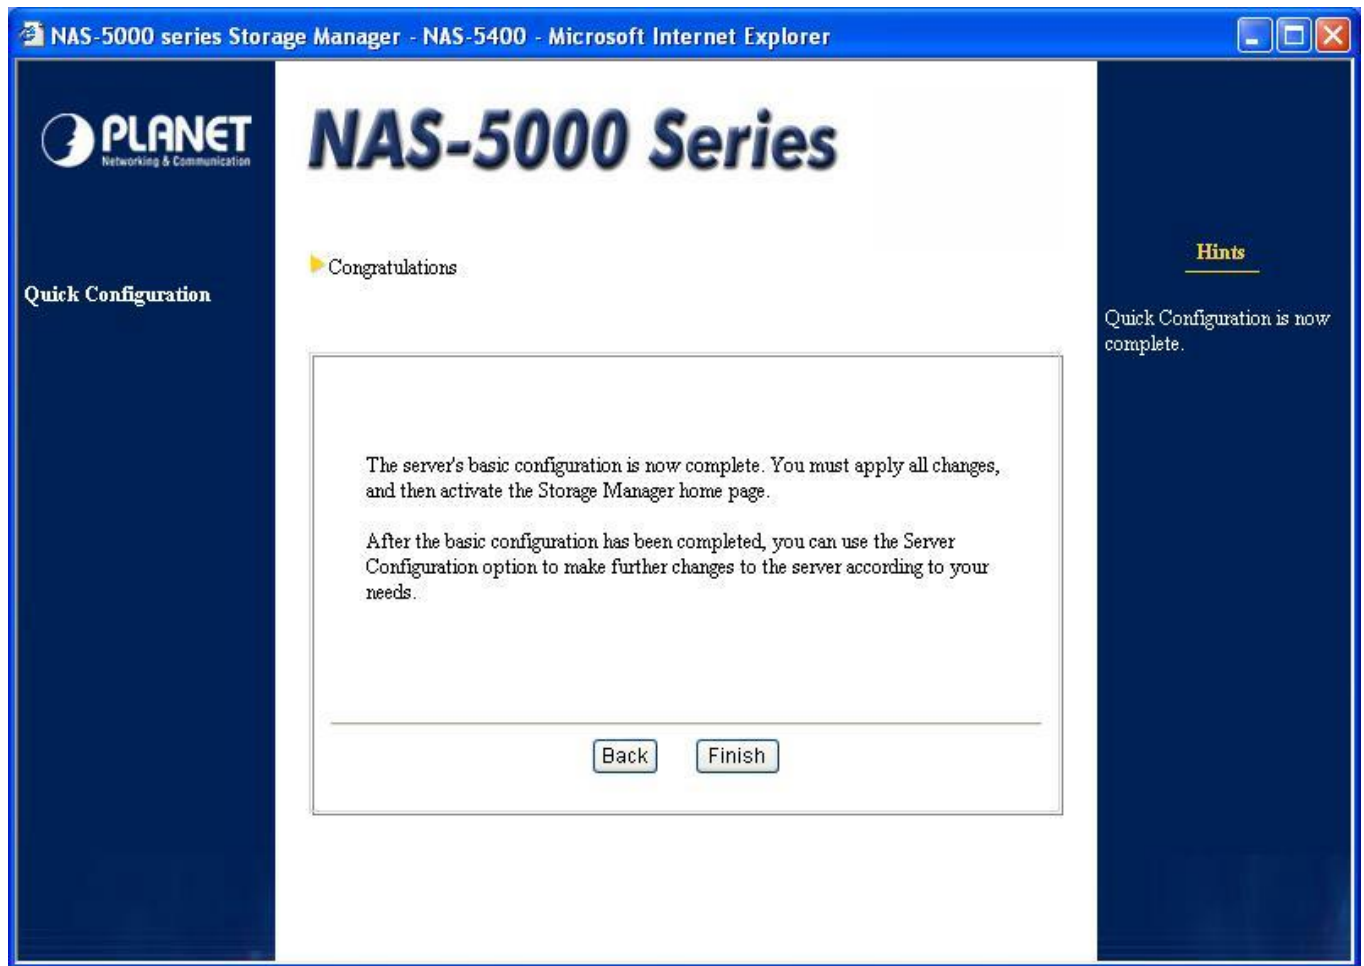 NAS-5000 series Storage Manager - NAS-5400 - Microsoft Internet Explorer
PLANET
Networking & Communication
NAS-5000 Series
Quick Configuration
Congratulations
The server's basic configuration is now complete. You must apply all changes,
and then activate the Storage Manager home page.
After the basic configuration has been completed, you can use the Server
Configuration option to make further changes to the server according to your
needs.
Back
Finish
Hints
Quick Configuration is now
complete.